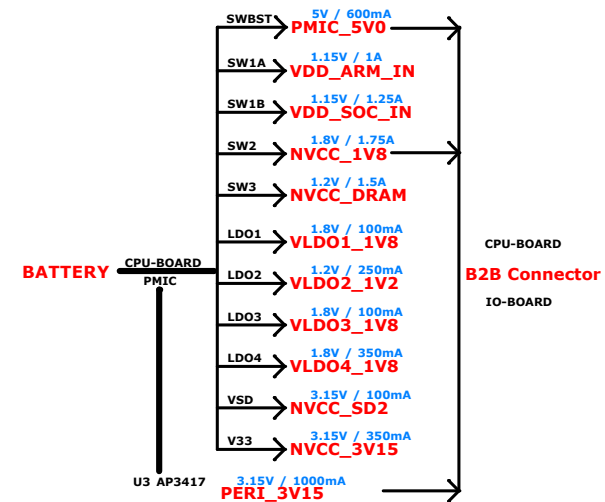 5V / 600mA
SWBST
PMIC_5V0
1.15V / 1A
SW1A
VDD_ARM_IN
1.15V / 1.25A
SW1B
VDD_SOC_IN
1.8V / 1.75A
SW2
NVCC_1V8
1.2V / 1.5A
SW3
NVCC_DRAM
1.8V / 100mA
LDO1
VLDO1_1V8
CPU-BOARD
1.2V / 250mA
BATTERY
CPU-BOARD
PMIC
LDO2
VLDO2_1V2
B2B Connector
IO-BOARD
1.8V / 100mA
LDO3
VLDO3_1V8
1.8V / 350mA
LDO4
VLDO4_1V8
3.15V / 100mA
VSD
NVCC_SD2
3.15V / 350mA
V33
NVCC_3V15
U3 AP3417
3.15V / 1000mA
PERI_3V15